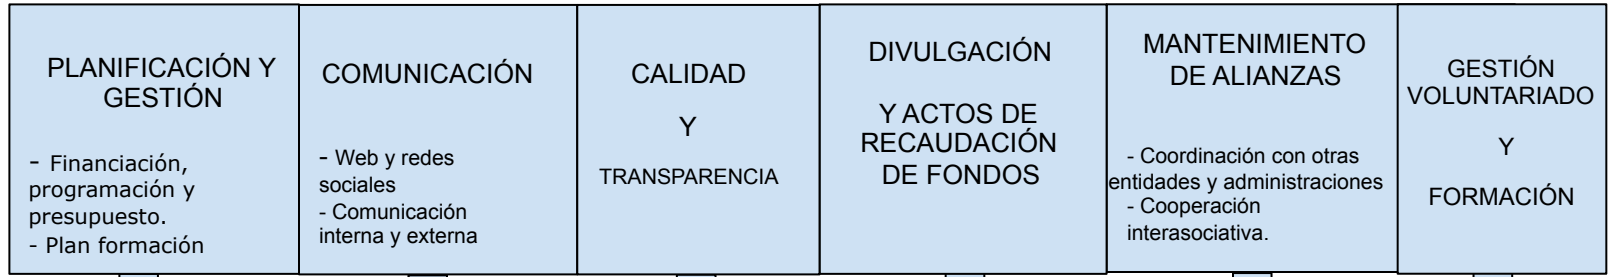 PLANIFICACIÓN Y
GESTIÓN
- Financiación,
programación y
presupuesto.
- Plan formación
COMUNICACIÓN
- Web y redes
sociales
- Comunicación
interna y externa
CALIDAD
Y
TRANSPARENCIA
DIVULGACIÓN
Y ACTOS DE
RECAUDACIÓN
DE FONDOS
MANTENIMIENTO
DE ALIANZAS
- Coordinación con otras
entidades y administraciones
- Cooperación
interasociativa.
GESTIÓN
VOLUNTARIADO
Y
FORMACIÓN